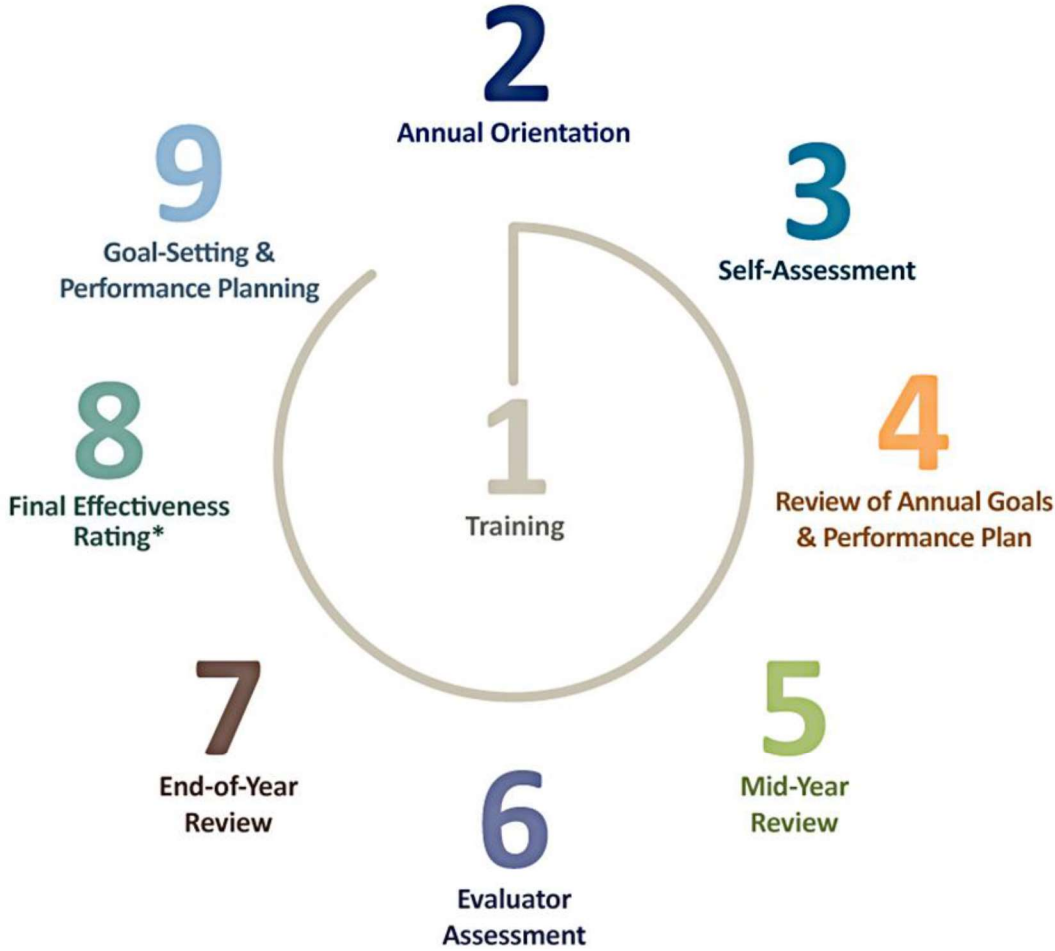 2
Annual Orientation
3
Self-Assessment
4
Review of Annual Goals
& Performance Plan
5
Mid-Year
Review
6
Evaluator
Assessment
7
End-of-Year
Review
8
Final Effectiveness
Rating*
9
Goal-Setting &
Performance Planning
1
Training